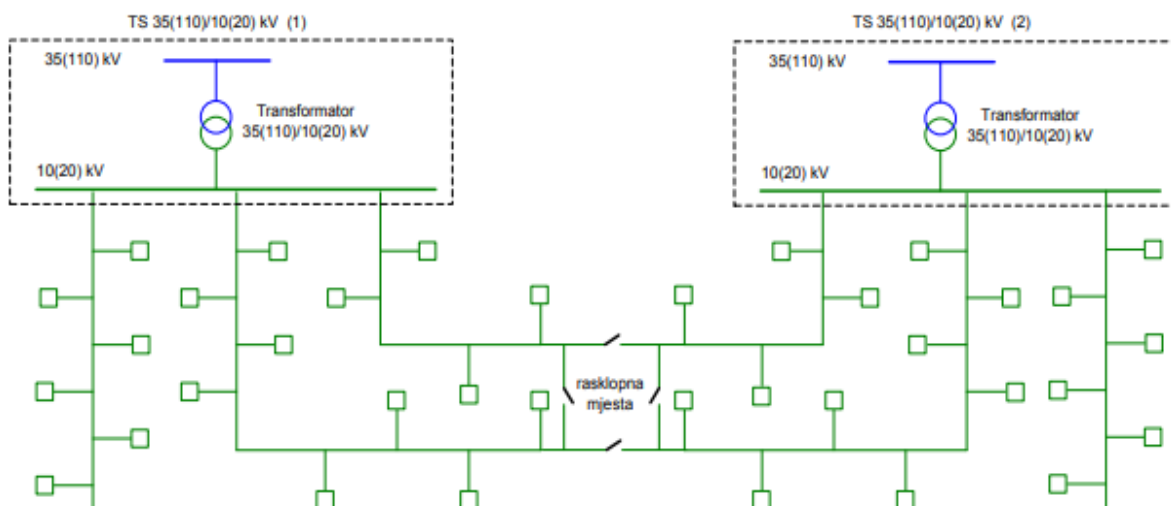 TS 35(110)/10(20) kV (1)
35(110) kV
Transformator
35(110)/10(20) kV
10(20) kV
TS 35(110)/10(20) kV (2)
35(110) kV
Transformator
35(110)/10(20) kV
10(20) kV
rasklopna
mjesta